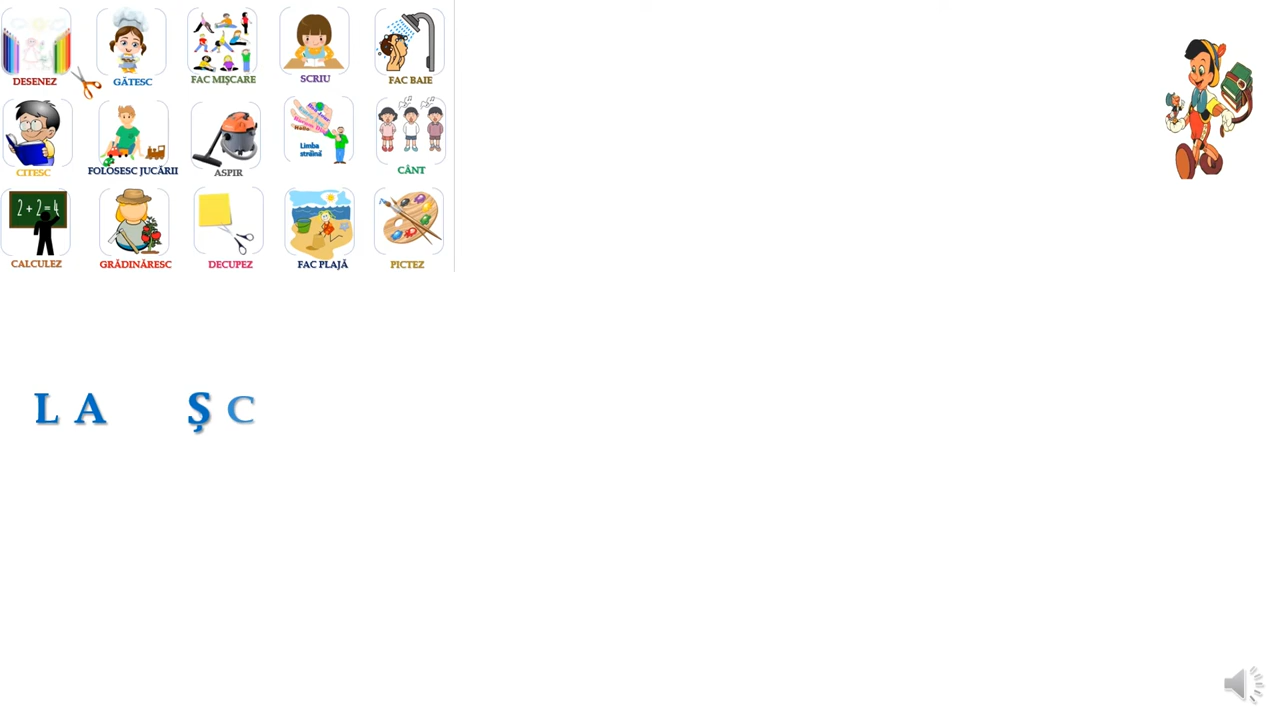 DESENEZ GĂTESC FAC MIȘCARE SCRIU FAC BAIE
Limba
străină
CITESC FOLOSESC JUCĂRII ASPIR CÂNT
2 + 2 = 4
CALCULEZ GRĂDINĂRESC DECUPEZ FAC PLAJĂ PICTEZ
L A Ş C